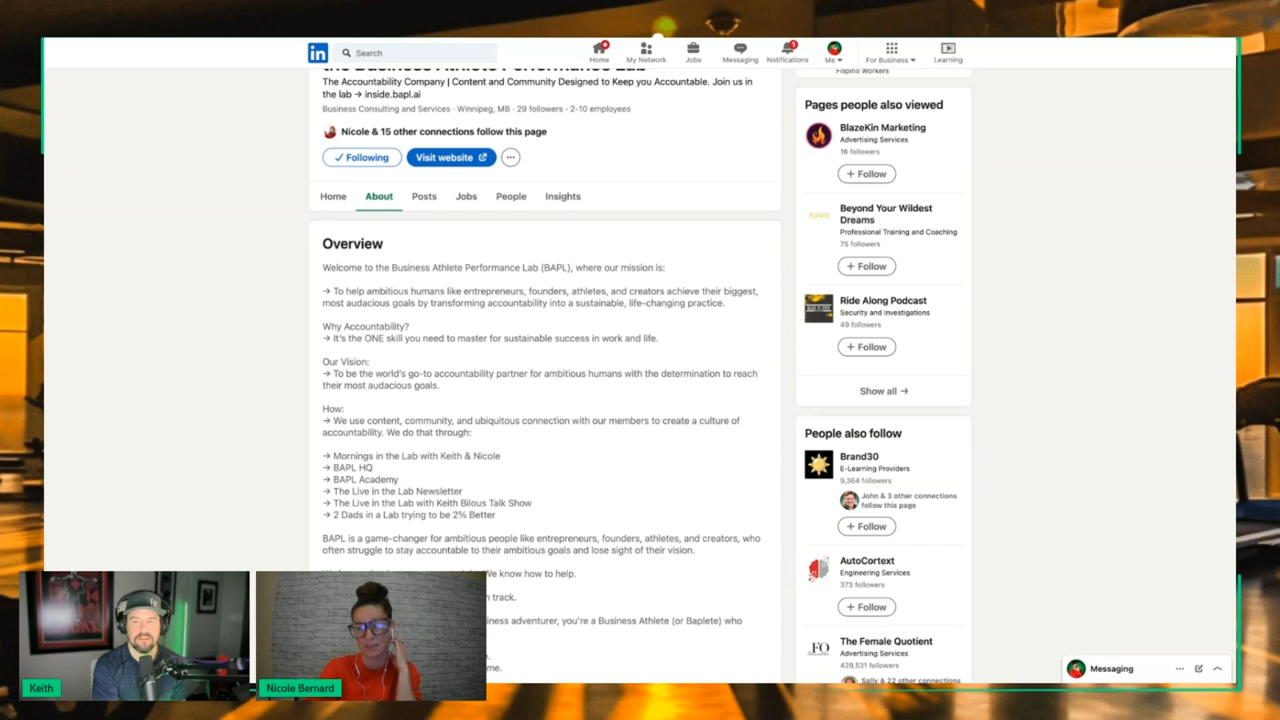 in
Search
Home
My Network
Jobs
Messaging
Notifications
1
Me
For Business
Learning
the Business Athlete Performance Lab
The Accountability Company | Content and Community Designed to Keep you Accountable. Join us in
the lab → inside.bapl.ai
Business Consulting and Services · Winnipeg, MB · 29 followers · 2-10 employees
Nicole & 15 other connections follow this page
✓ Following
Visit website
Home
About
Posts
Jobs
People
Insights
Overview
Welcome to the Business Athlete Performance Lab (BAPL), where our mission is:
→ To help ambitious humans like entrepreneurs, founders, athletes, and creators achieve their biggest,
most audacious goals by transforming accountability into a sustainable, life-changing practice.
Why Accountability?
→ It's the ONE skill you need to master for sustainable success in work and life.
Our Vision:
→ To be the world's go-to accountability partner for ambitious humans with the determination to reach
their most audacious goals.
How:
→ We use content, community, and ubiquitous connection with our members to create a culture of
accountability. We do that through:
→ Mornings in the Lab with Keith & Nicole
→ BAPL HQ
→ BAPL Academy
→ The Live in the Lab Newsletter
→ The Live in the Lab with Keith Bilous Talk Show
→ 2 Dads in a Lab trying to be 2% Better
BAPL is a game-changer for ambitious people like entrepreneurs, founders, athletes, and creators, who
often struggle to stay accountable to their ambitious goals and lose sight of their vision.
We know how to help.
track.
adventurer, you're a Business Athlete (or Baplete) who
Filipino Workers
Pages people also viewed
BlazeKin Marketing
Advertising Services
16 followers
+ Follow
Beyond Your Wildest
Dreams
Professional Training and Coaching
75 followers
+ Follow
Ride Along Podcast
Security and Investigations
49 followers
+ Follow
Show all →
People also follow
Brand30
E-Learning Providers
9,364 followers
John & 3 other connections
follow this page
+ Follow
AutoCortext
Engineering Services
373 followers
+ Follow
FQ
The Female Quotient
Advertising Services
429,531 followers
Sally & 22 other connections
Messaging
Keith
Nicole Bernard